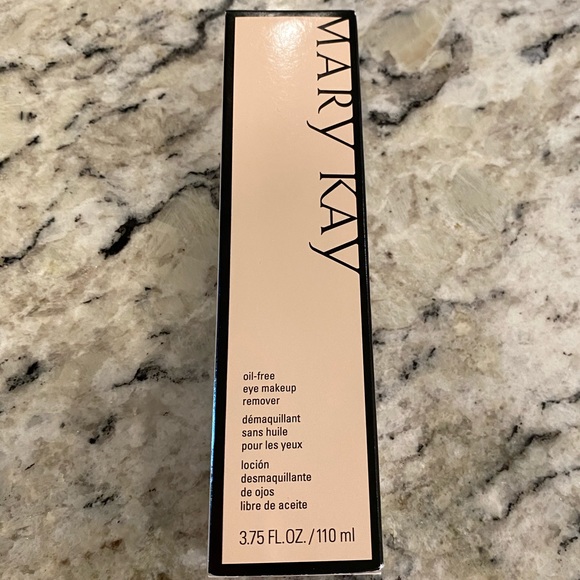 MARY KAY
oil-free
eye makeup
remover
démaquillant
sans huile
pour les yeux
loción
desmaquillante
de ojos
libre de aceite
3.75 FL.OZ./110 ml